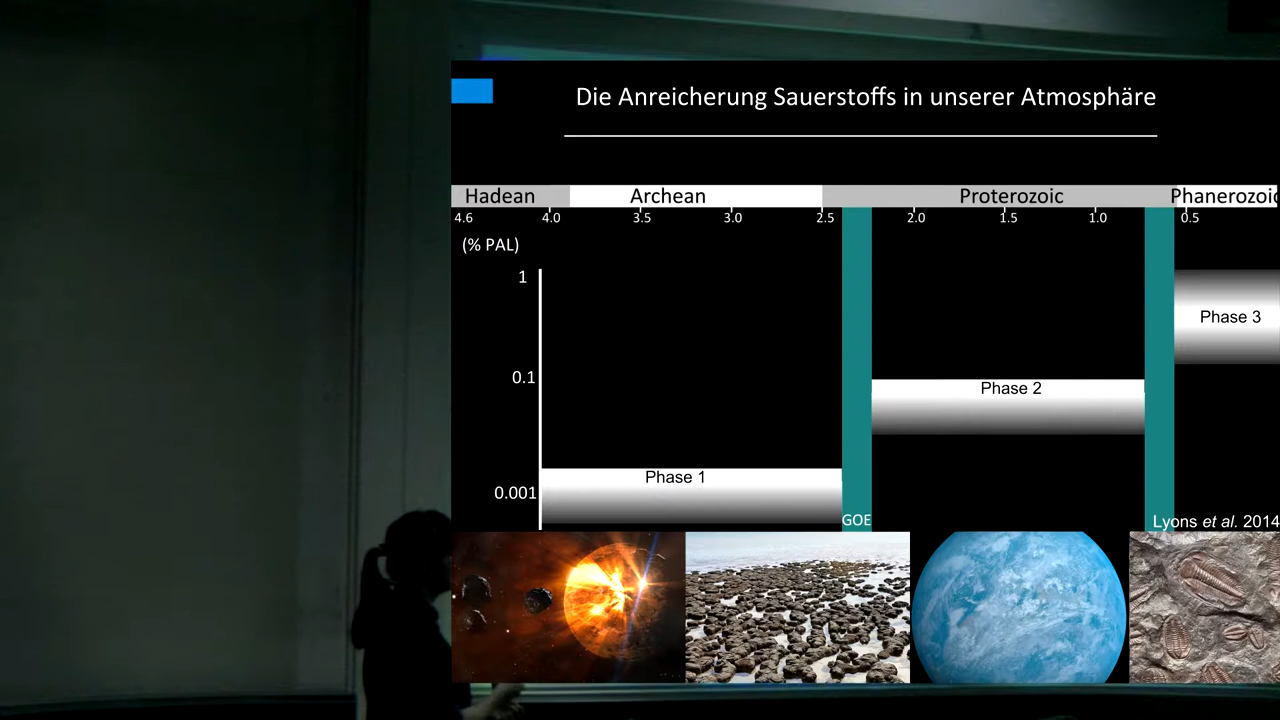 Die Anreicherung Sauerstoffs in unserer Atmosphäre
Hadean Archean Proterozoic Phanerozoic
4.6 4.0 3.5 3.0 2.5 2.0 1.5 1.0 0.5
(% PAL)
1
Phase 3
0.1
Phase 2
Phase 1
0.001
GOE
Lyons et al. 2014